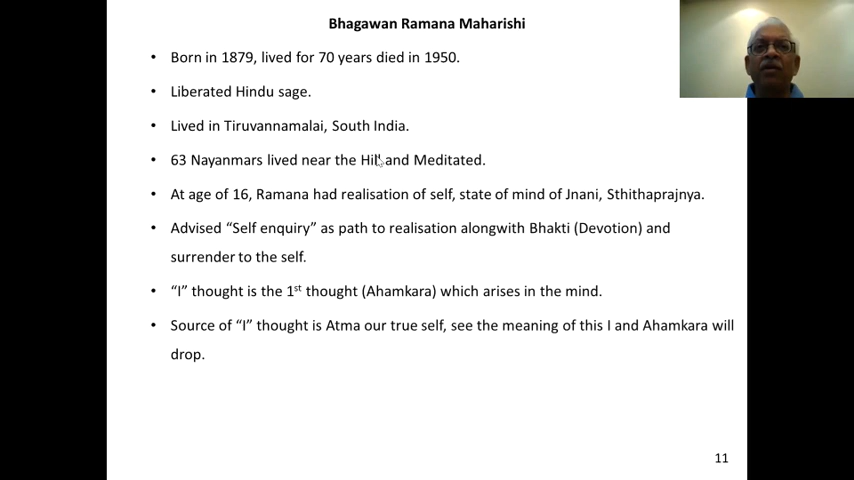 Bhagawan Ramana Maharishi
• Born in 1879, lived for 70 years died in 1950.
• Liberated Hindu sage.
• Lived in Tiruvannamalai, South India.
• 63 Nayanmars lived near the Hill and Meditated.
• At age of 16, Ramana had realisation of self, state of mind of Jnani, Sthithaprajnya.
• Advised “Self enquiry” as path to realisation alongwith Bhakti (Devotion) and
surrender to the self.
• “I” thought is the 1st thought (Ahamkara) which arises in the mind.
• Source of “I” thought is Atma our true self, see the meaning of this I and Ahamkara will
drop.
11